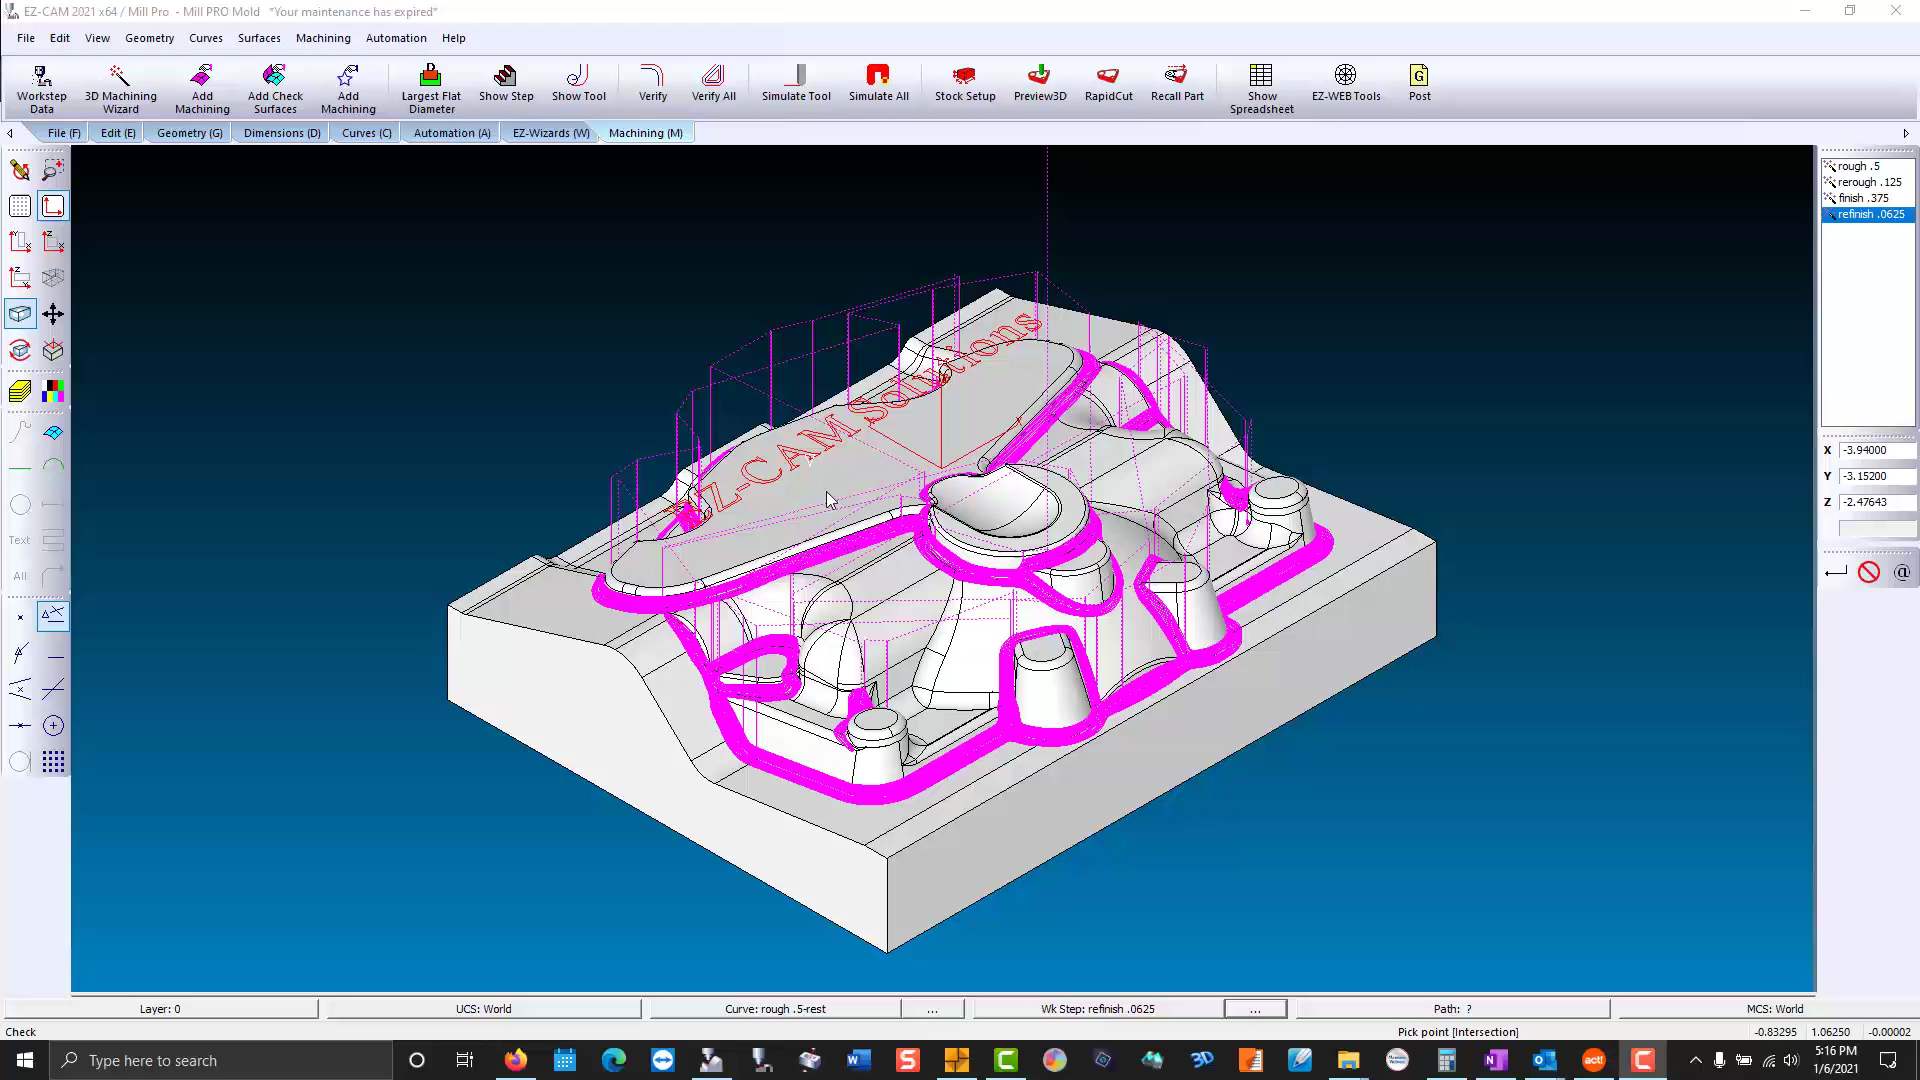 EZ-CAM 2021 x64 / Mill Pro - Mill PRO Mold *Your maintenance has expired*
File Edit View Geometry Curves Surfaces Machining Automation Help
Workstep Data
3D Machining Wizard
Add Machining
Add Check Surfaces
Add Machining
D
Largest Flat Diameter
Show Step
Show Tool
Verify
Verify All
Simulate Tool
Simulate All
Stock Setup
Preview3D
RapidCut
Recall Part
Show Spreadsheet
EZ-WEB Tools
G
Post
File (F) Edit (E) Geometry (G) Dimensions (D) Curves (C) Automation (A) EZ-Wizards (W) Machining (M)
rough .5
rerough .125
finish .375
refinish .0625
X -3.94000
Y -3.15200
Z -2.47643
@
Text
All
EZ-CAM Solutions
Layer: 0 UCS: World Curve: rough .5-rest ... Wk Step: refinish .0625 ... Path: ? MCS: World
Check Pick point [Intersection] -0.83295 1.06250 -0.00002
Type here to search
5:16 PM
1/6/2021